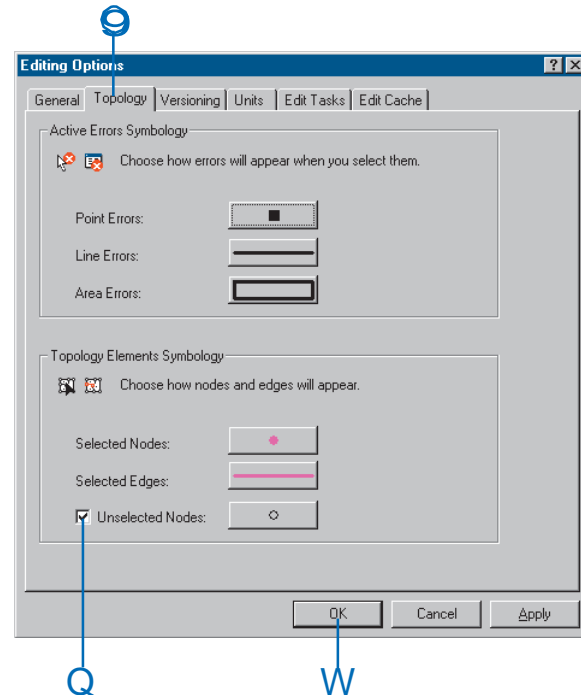 9
Editing Options
General Topology Versioning Units Edit Tasks Edit Cache
Active Errors Symbology
Choose how errors will appear when you select them.
Point Errors:
Line Errors:
Area Errors:
Topology Elements Symbology
Choose how nodes and edges will appear.
Selected Nodes:
Selected Edges:
Unselected Nodes:
OK Cancel Apply
Q W